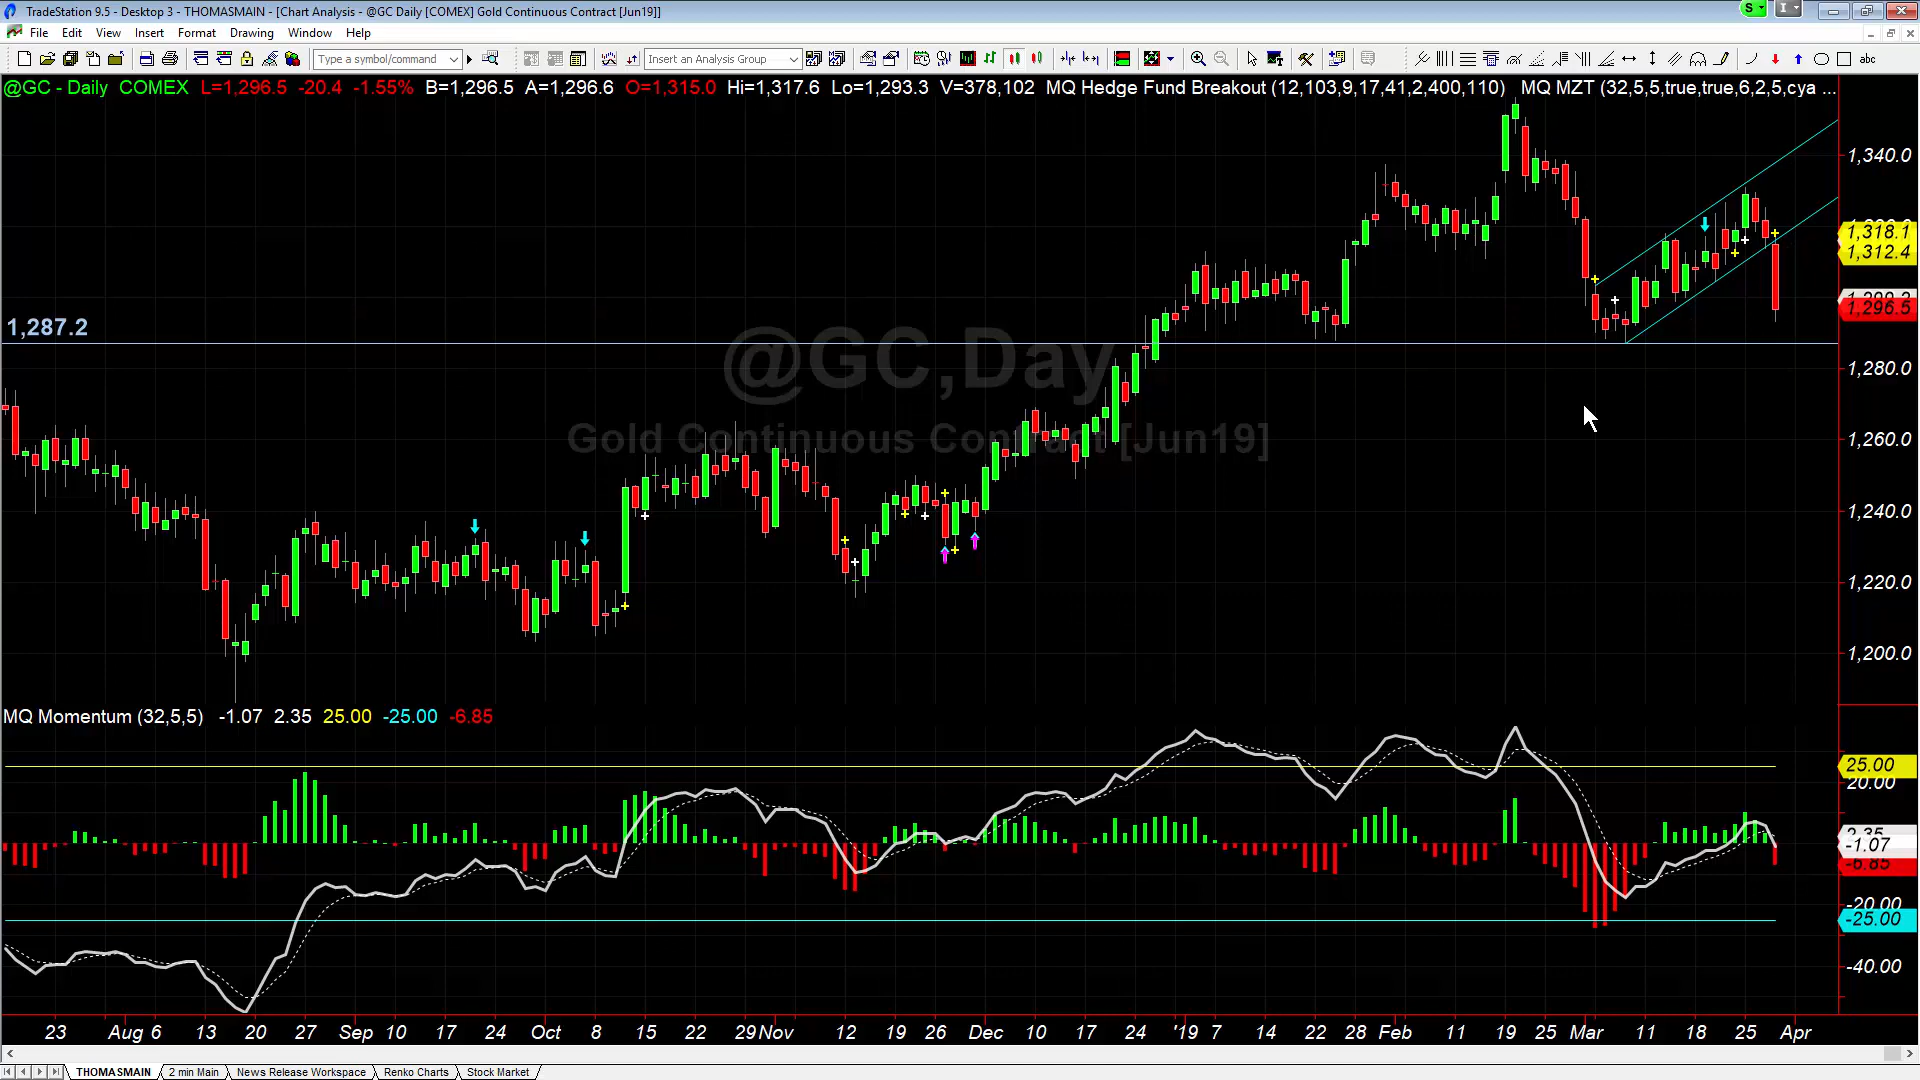 TradeStation 9.5 - Desktop 3 - THOMASMAIN - [Chart Analysis - @GC Daily [COMEX] Gold Continuous Contract [Jun19]]
S I
File Edit View Insert Format Drawing Window Help
Type a symbol/command Insert an Analysis Group abc
@GC - Daily COMEX L=1,296.5 -20.4 -1.55% B=1,296.5 A=1,296.6 O=1,315.0 Hi=1,317.6 Lo=1,293.3 V=378,102 MQ Hedge Fund Breakout (12,103,9,17,41,2,400,110) MQ MZT (32,5,5,true,true,6,2,5,cya ...
1,340.0
1,318.1
1,312.4
1,296.5
1,287.2
@GC,Day
1,280.0
Gold Continuous Contract [Jun19]
1,260.0
1,240.0
1,220.0
1,200.0
MQ Momentum (32,5,5) -1.07 2.35 25.00 -25.00 -6.85
25.00
20.00
2.35
-1.07
-6.85
-20.00
-25.00
-40.00
23 Aug 6 13 20 27 Sep 10 17 24 Oct 8 15 22 29 Nov 12 19 26 Dec 10 17 24 '19 7 14 22 28 Feb 11 19 25 Mar 11 18 25 Apr
THOMASMAIN 2 min Main News Release Workspace Renko Charts Stock Market